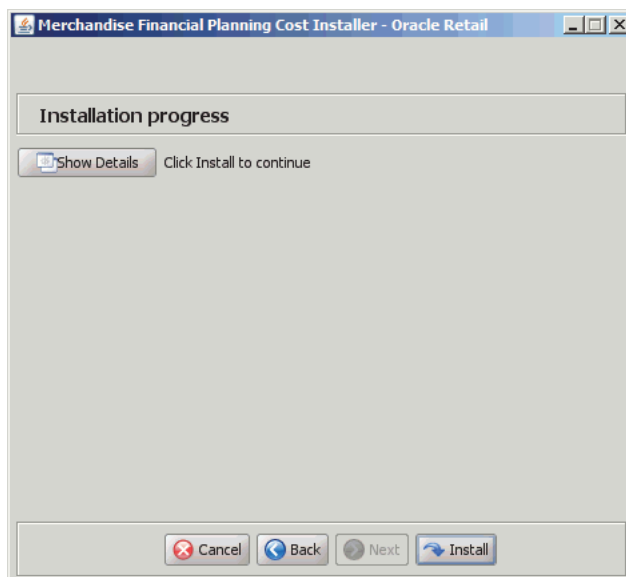 Merchandise Financial Planning Cost Installer - Oracle Retail
Installation progress
Show Details Click Install to continue
Cancel Back Next Install